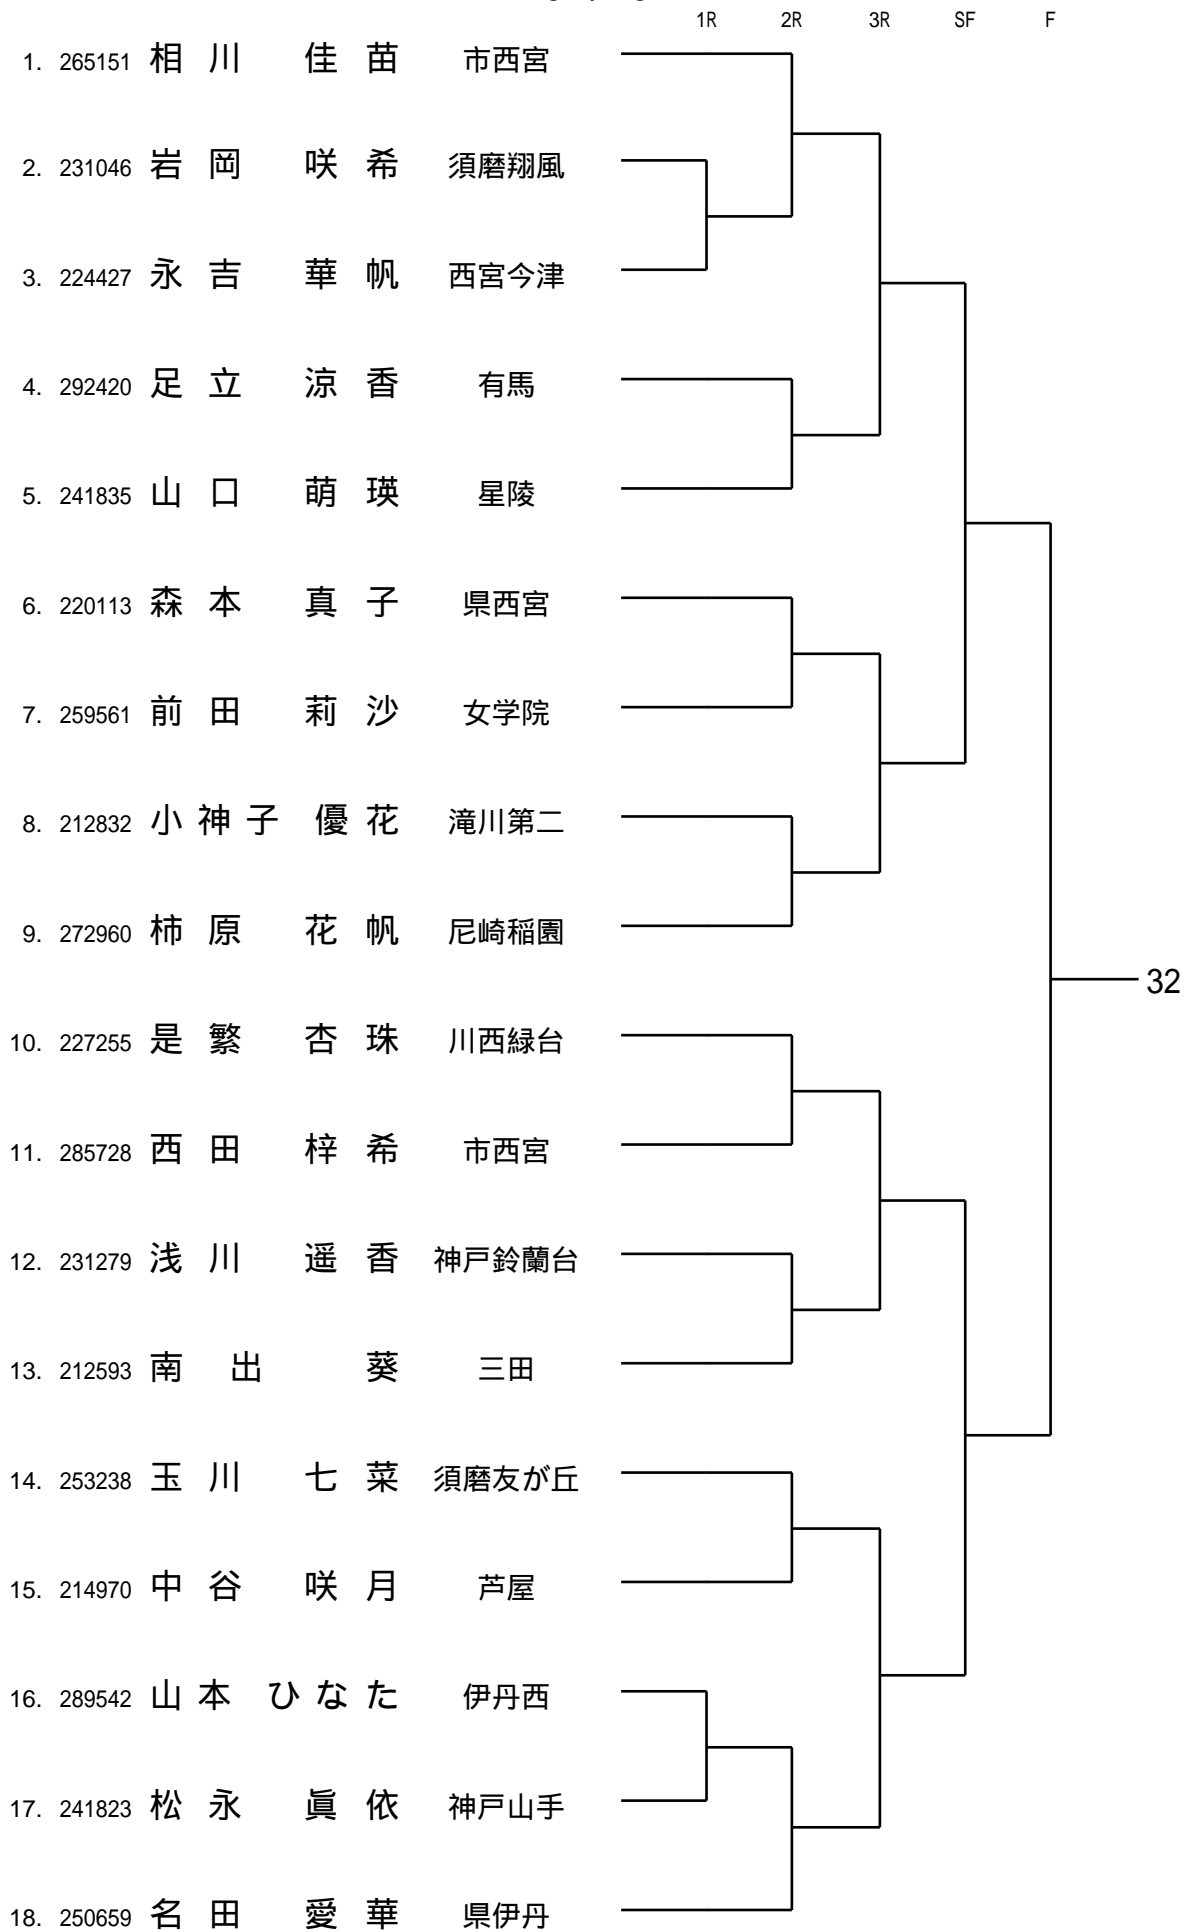 1R 2R 3R SF F
1. 265151 相川 佳苗 市西宮
2. 231046 岩岡 咲希 須磨翔風
3. 224427 永吉 華帆 西宮今津
4. 292420 足立 涼香 有馬
5. 241835 山口 萌瑛 星陵
6. 220113 森本 真子 県西宮
7. 259561 前田 莉沙 女学院
8. 212832 小神子 優花 滝川第二
9. 272960 柿原 花帆 尼崎稲園
32
10. 227255 是繁 杏珠 川西緑台
11. 285728 西田 梓希 市西宮
12. 231279 浅川 遥香 神戸鈴蘭台
13. 212593 南出 葵 三田
14. 253238 玉川 七菜 須磨友が丘
15. 214970 中谷 咲月 芦屋
16. 289542 山本 ひなた 伊丹西
17. 241823 松永 眞依 神戸山手
18. 250659 名田 愛華 県伊丹